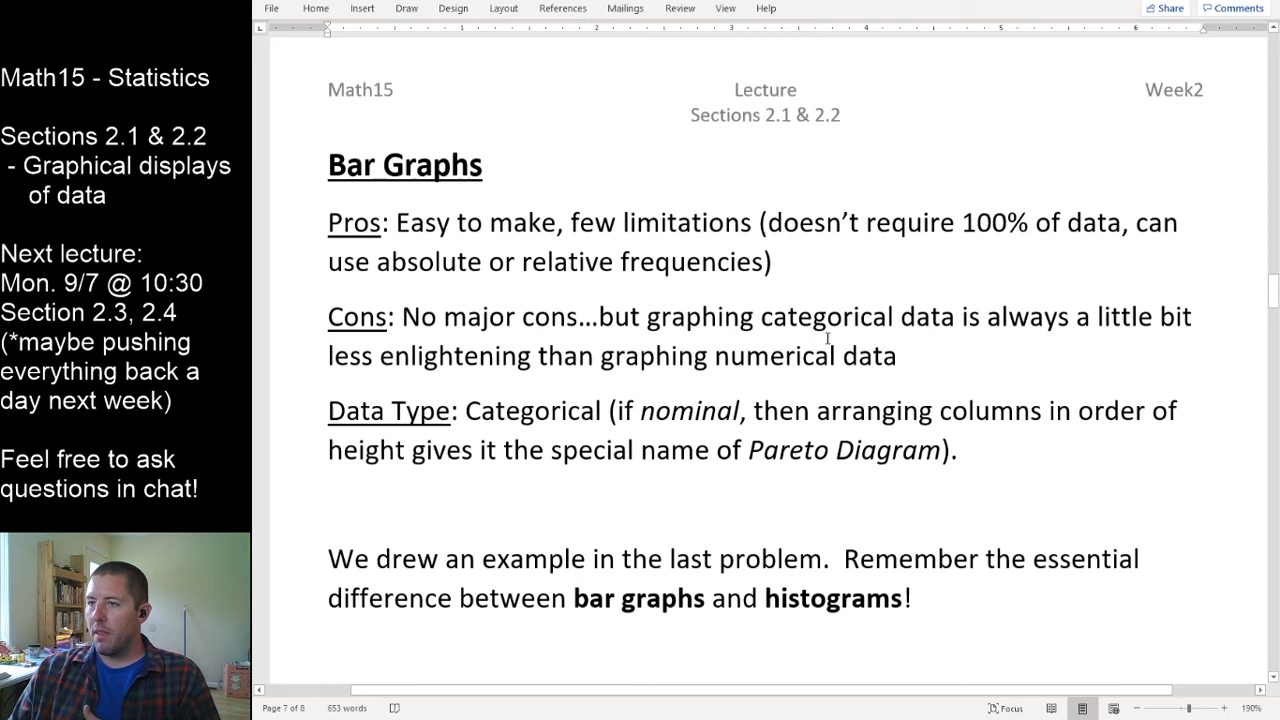 File Home Insert Draw Design Layout References Mailings Review View Help Share Comments
1 2 3 4 5 6
Math15 - Statistics
Sections 2.1 & 2.2
- Graphical displays
of data
Next lecture:
Mon. 9/7 @ 10:30
Section 2.3, 2.4
(*maybe pushing
everything back a
day next week)
Feel free to ask
questions in chat!
Math15 Lecture Week2
Sections 2.1 & 2.2
Bar Graphs
Pros: Easy to make, few limitations (doesn’t require 100% of data, can
use absolute or relative frequencies)
Cons: No major cons…but graphing categorical data is always a little bit
less enlightening than graphing numerical data
Data Type: Categorical (if nominal, then arranging columns in order of
height gives it the special name of Pareto Diagram).
We drew an example in the last problem. Remember the essential
difference between bar graphs and histograms!
Page 7 of 8 653 words Focus 190%